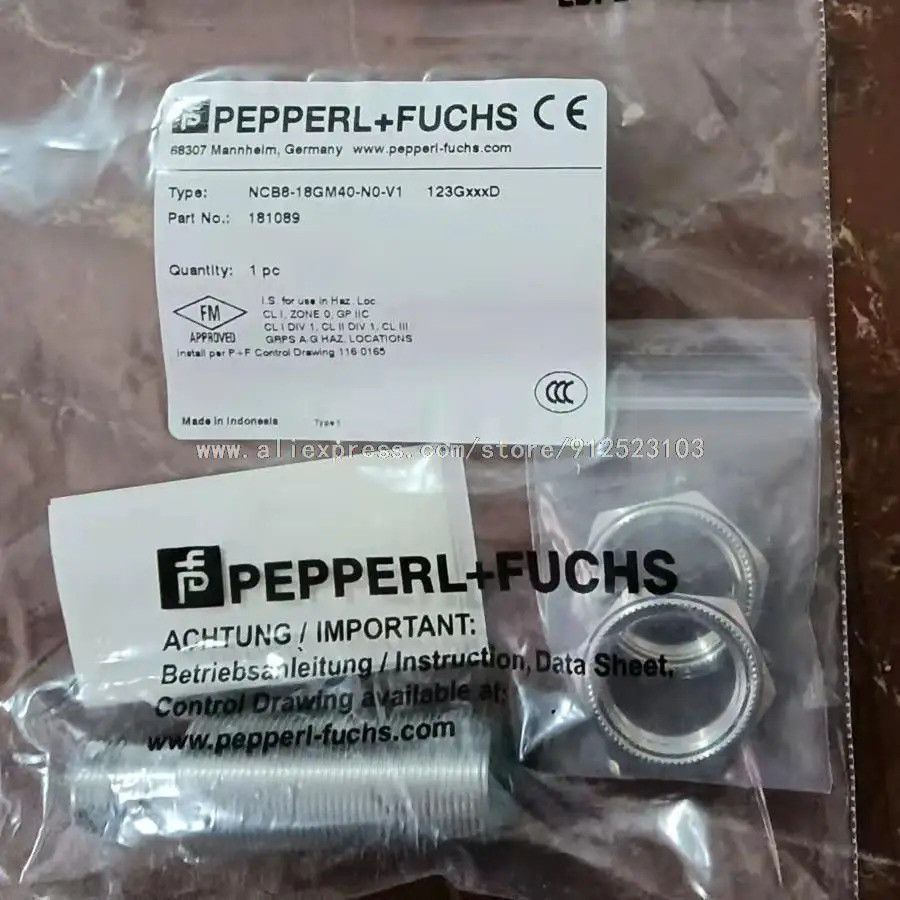 PEPPERL+FUCHS CE
68307 Mannheim, Germany www.pepperl-fuchs.com
Type: NCB8-18GM40-N0-V1 123GxxxD
Part No.: 181089
Quantity: 1 pc
FM
APPROVED
I.S. for use in Haz. Loc
CL I, ZONE 0, GP IIC
CL I DIV 1, CL II DIV 1, CL III
GRPS A-G HAZ. LOCATIONS
Install per P+F Control Drawing 116 0165
CCC
Made in Indonesia Type 1
www.aliexpress.com/store/912523103
PEPPERL+FUCHS
ACHTUNG / IMPORTANT:
Betriebsanleitung / Instruction, Data Sheet,
Control Drawing available at:
www.pepperl-fuchs.com